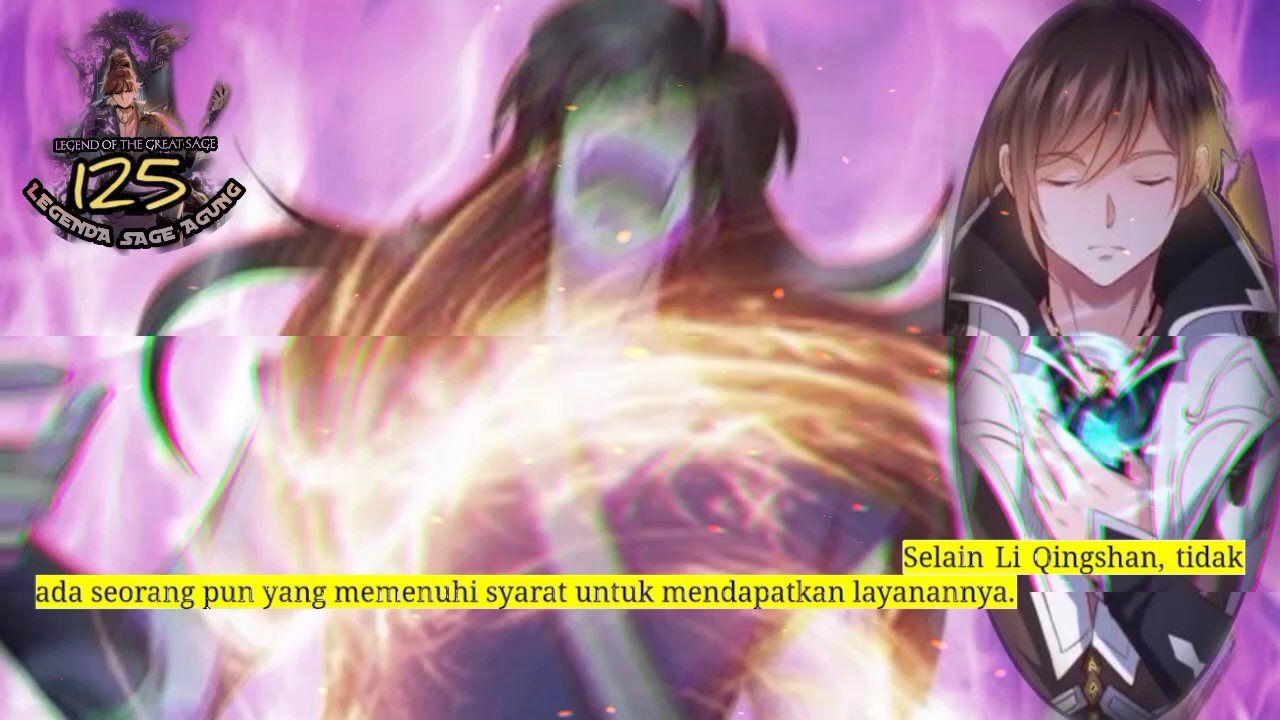 LEGEND OF THE GREAT SAGE
125
LEGENDA SAGE AGUNG
Selain Li Qingshan, tidak
ada seorang pun yang memenuhi syarat untuk mendapatkan layanannya.